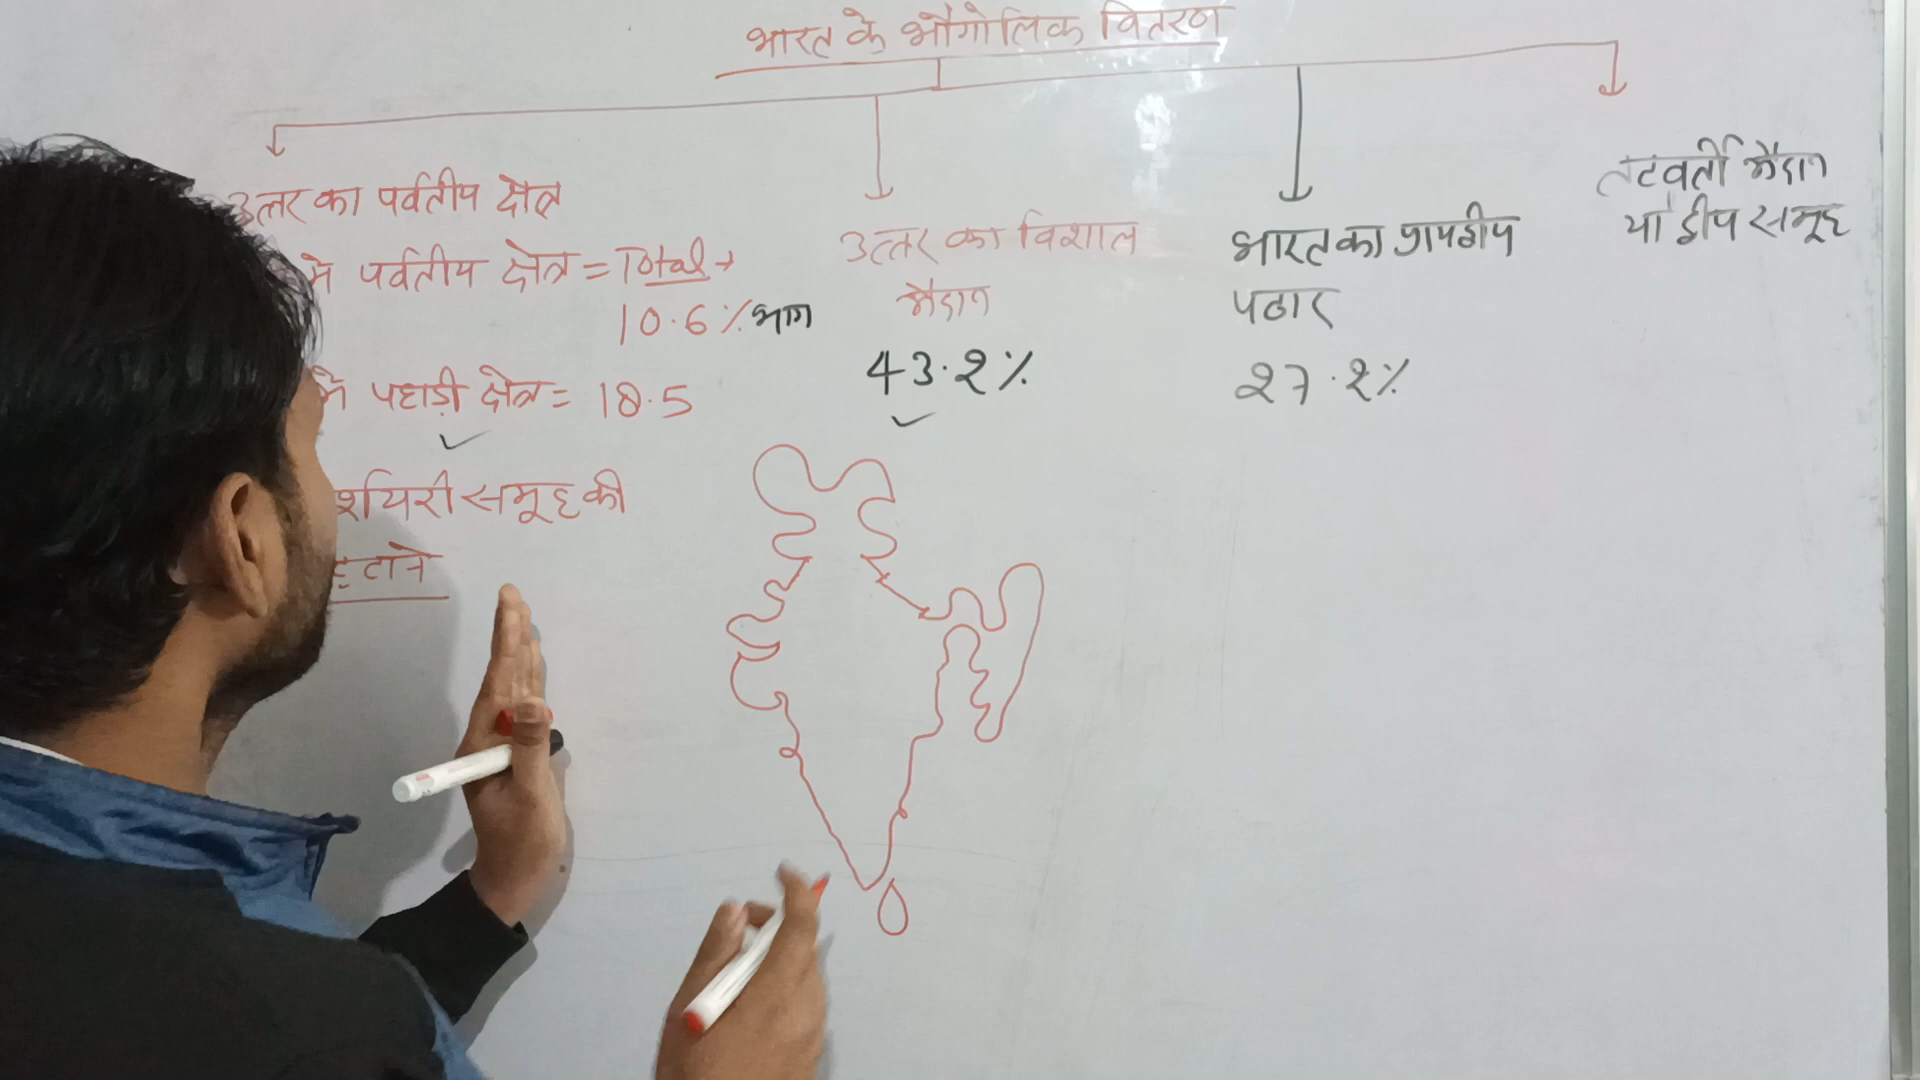 भारत के भौगोलिक वितरण
उत्तर का पर्वतीय क्षेत्र
में पर्वतीय क्षेत्र = Total →
10.6% भाग
में पहाड़ी क्षेत्र = 18.5
समूह की
हटाने
उत्तर का विशाल
मैदान
43.2%
भारत का प्रायद्वीप
पठार
27.2%
तटवर्ती मैदान
या द्वीप समूह